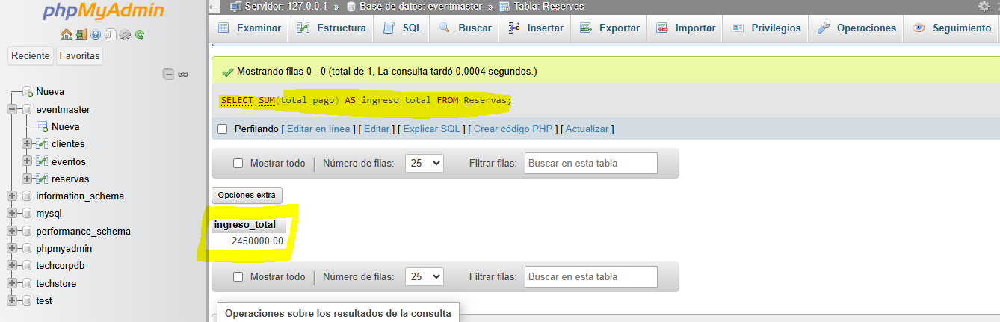 phpMyAdmin
Reciente Favoritas
Nueva
eventmaster
Nueva
clientes
eventos
reservas
information_schema
mysql
performance_schema
phpmyadmin
techcorpdb
techstore
test
Servidor: 127.0.0.1 » Base de datos: eventmaster » Tabla: Reservas
Examinar Estructura SQL Buscar Insertar Exportar Importar Privilegios Operaciones Seguimiento
Mostrando filas 0 - 0 (total de 1, La consulta tardó 0,0004 segundos.)
SELECT SUM(total_pago) AS ingreso_total FROM Reservas;
Perfilando [ Editar en línea ] [ Editar ] [ Explicar SQL ] [ Crear código PHP ] [ Actualizar ]
Mostrar todo Número de filas: 25 Filtrar filas: Buscar en esta tabla
Opciones extra
ingreso_total
2450000.00
Mostrar todo Número de filas: 25 Filtrar filas: Buscar en esta tabla
Operaciones sobre los resultados de la consulta